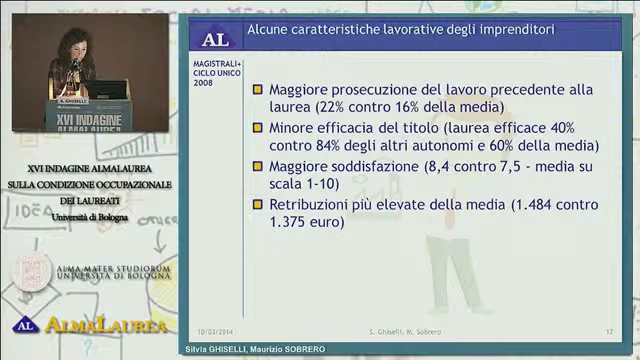 AL
Alcune caratteristiche lavorative degli imprenditori
MAGISTRALI+
CICLO UNICO
2008
Maggiore prosecuzione del lavoro precedente alla
laurea (22% contro 16% della media)
Minore efficacia del titolo (laurea efficace 40%
contro 84% degli altri autonomi e 60% della media)
Maggiore soddisfazione (8,4 contro 7,5 - media su
scala 1-10)
Retribuzioni più elevate della media (1.484 contro
1.375 euro)
10/03/2014
S. Ghiselli, M. Sobrero
17
Silvia GHISELLI, Maurizio SOBRERO
S. GHISELLI
XVI INDAGINE
ALMALAUREA
XVI INDAGINE ALMALAUREA
SULLA CONDIZIONE OCCUPAZIONALE
DEI LAUREATI
Università di Bologna
IDEA
ALMA MATER STUDIORUM
UNIVERSITÀ DI BOLOGNA
AL ALMALAUREA